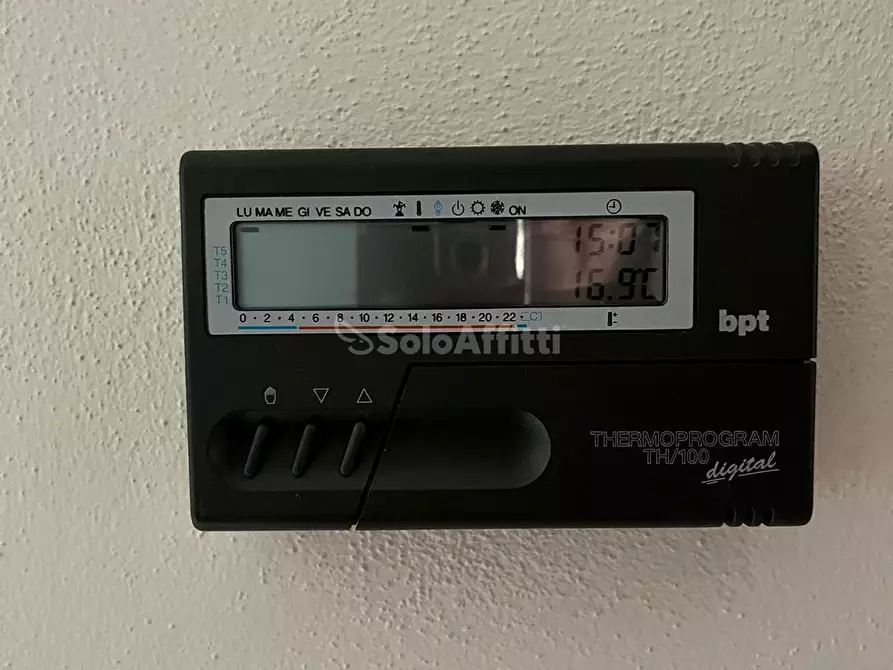 LU MA ME GI VE SA DO ON
15:07
T5
T4
T3
T2
T1
16.9°C
0 · 2 · 4 · 6 · 8 · 10 · 12 · 14 · 16 · 18 · 20 · 22 ·
SoloAffitti
bpt
THERMOPROGRAM
TH/100
digital